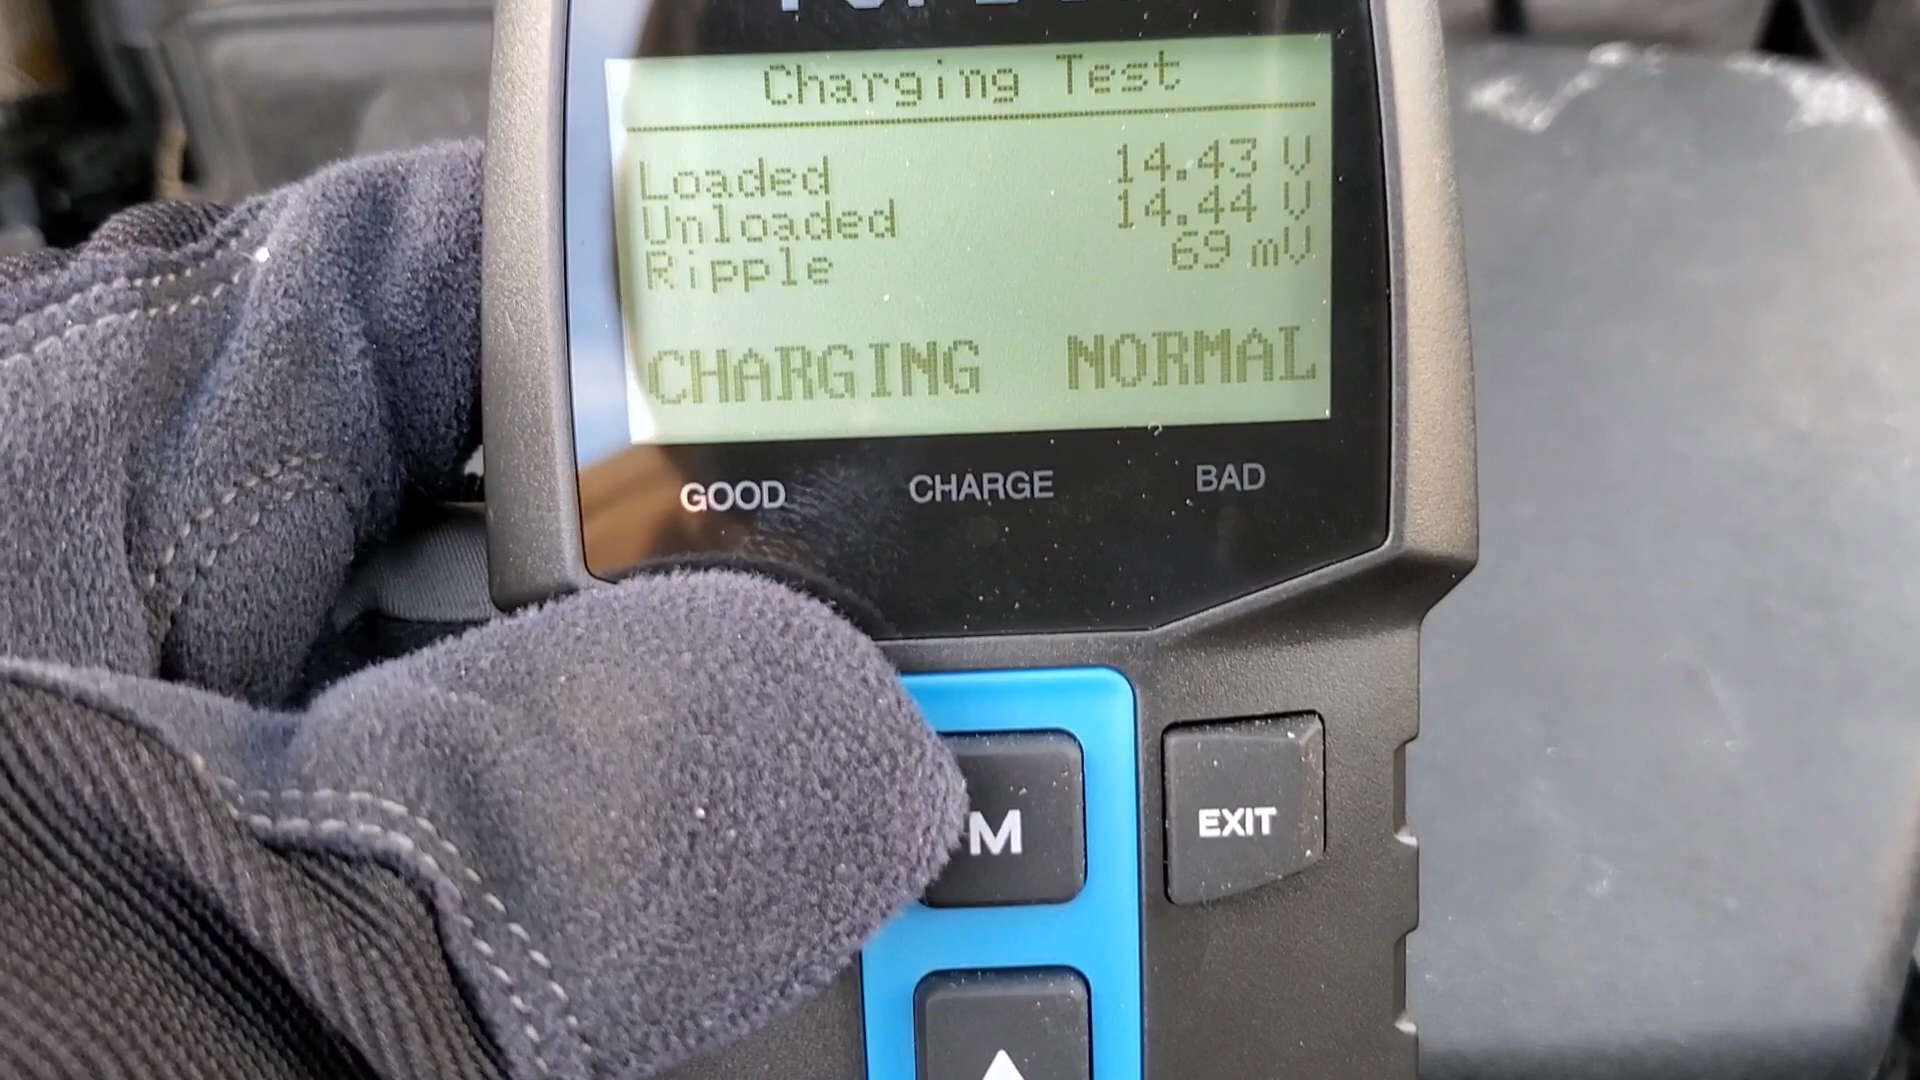 Charging Test
Loaded 14.43 V
Unloaded 14.44 V
Ripple 69 mV
CHARGING NORMAL
GOOD CHARGE BAD
M
EXIT